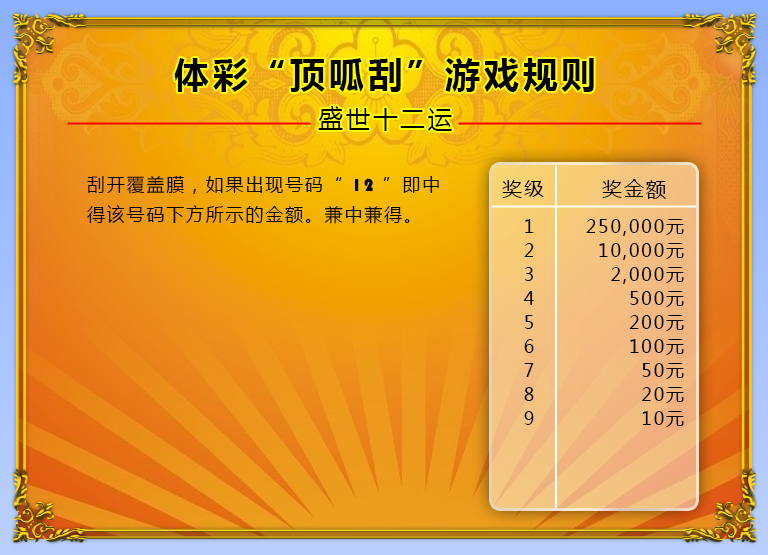 体彩“顶呱刮”游戏规则
盛世十二运
刮开覆盖膜，如果出现号码“12”即中
得该号码下方所示的金额。兼中兼得。
奖级 奖金额
1 250,000元
2 10,000元
3 2,000元
4 500元
5 200元
6 100元
7 50元
8 20元
9 10元